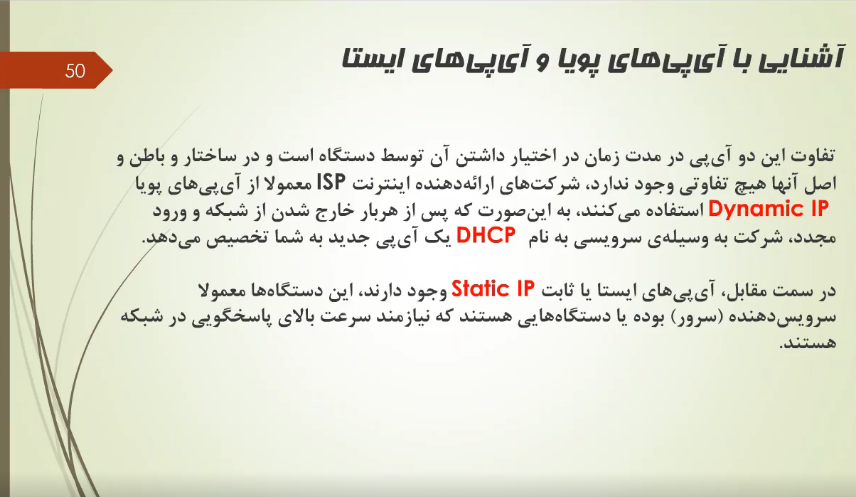 آشنایی با آی‌پی‌های پویا و آی‌پی‌های ایستا
50
تفاوت این دو آی‌پی در مدت زمان در اختیار داشتن آن توسط دستگاه است و در ساختار و باطن و
اصل آنها هیچ تفاوتی وجود ندارد، شرکت‌های ارائه‌دهنده اینترنت ISP معمولا از آی‌پی‌های پویا
Dynamic IP استفاده می‌کنند، به این‌صورت که پس از هربار خارج شدن از شبکه و ورود
مجدد، شرکت به وسیله‌ی سرویسی به نام DHCP یک آی‌پی جدید به شما تخصیص می‌دهد.
در سمت مقابل، آی‌پی‌های ایستا یا ثابت Static IP وجود دارند، این دستگاه‌ها معمولا
سرویس‌دهنده (سرور) بوده یا دستگاه‌هایی هستند که نیازمند سرعت بالای پاسخگویی در شبکه
هستند.